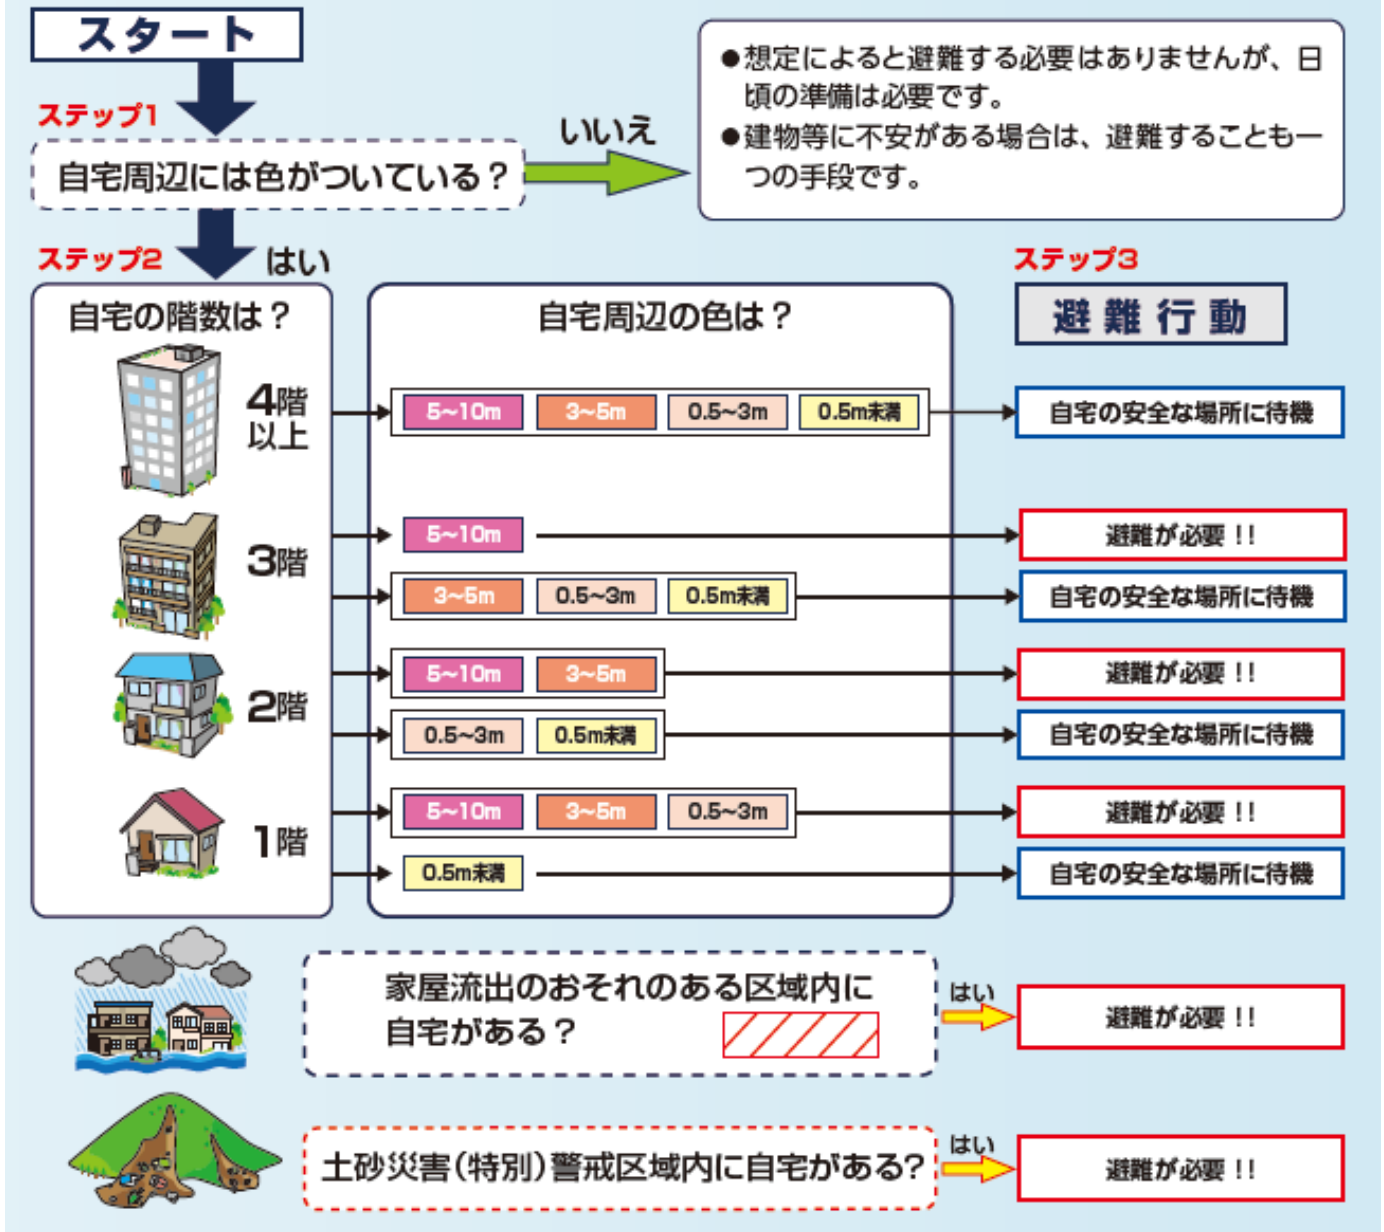 スタート
ステップ1
自宅周辺には色がついている？
いいえ
●想定によると避難する必要はありませんが、日
頃の準備は必要です。
●建物等に不安がある場合は、避難することも一
つの手段です。
ステップ2
はい
自宅の階数は？
自宅周辺の色は？
ステップ3
避難行動
4階
以上
5～10m 3～5m 0.5～3m 0.5m未満
自宅の安全な場所に待機
3階
5～10m
避難が必要！！
3～5m 0.5～3m 0.5m未満
自宅の安全な場所に待機
2階
5～10m 3～5m
避難が必要！！
0.5～3m 0.5m未満
自宅の安全な場所に待機
1階
5～10m 3～5m 0.5～3m
避難が必要！！
0.5m未満
自宅の安全な場所に待機
家屋流出のおそれのある区域内に
自宅がある？
はい
避難が必要！！
土砂災害（特別）警戒区域内に自宅がある？
はい
避難が必要！！